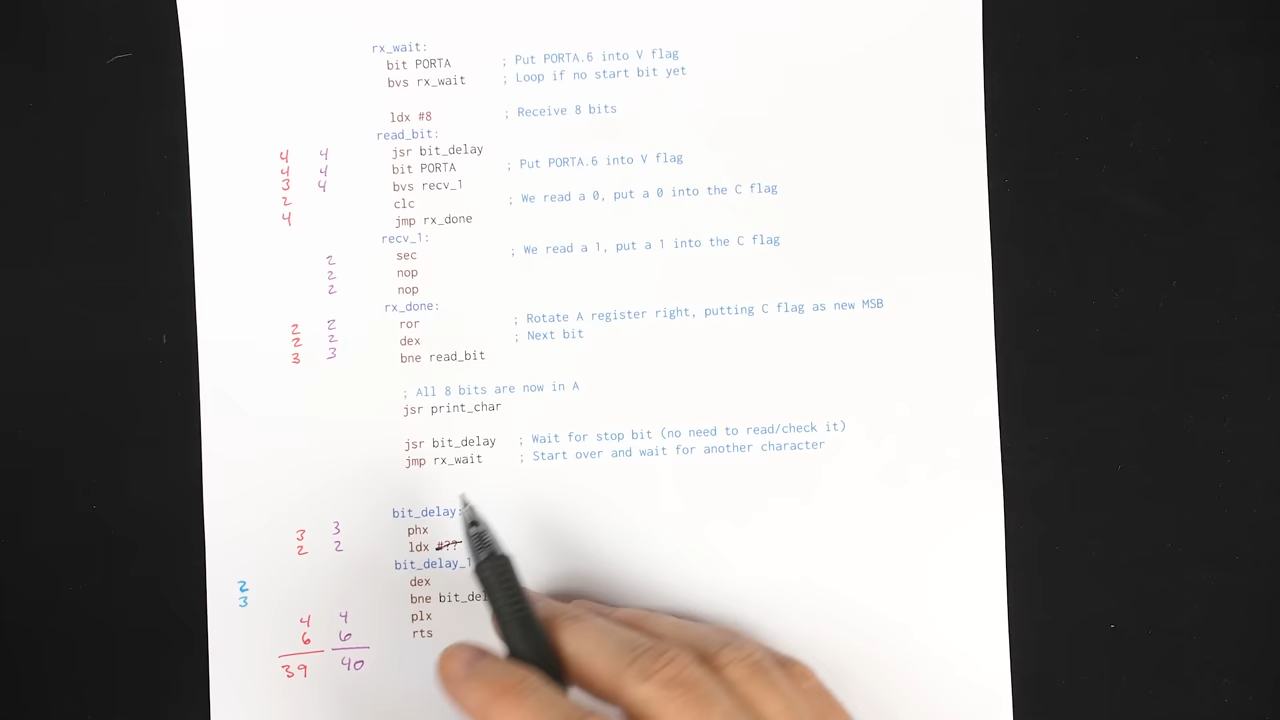 rx_wait:
bit PORTA ; Put PORTA.6 into V flag
bvs rx_wait ; Loop if no start bit yet
ldx #8 ; Receive 8 bits
read_bit:
4 4 jsr bit_delay
4 4 bit PORTA ; Put PORTA.6 into V flag
3 4 bvs recv_1
2 clc ; We read a 0, put a 0 into the C flag
4 jmp rx_done
recv_1:
2 sec ; We read a 1, put a 1 into the C flag
2 nop
2 nop
rx_done:
2 2 ror ; Rotate A register right, putting C flag as new MSB
2 2 dex ; Next bit
3 3 bne read_bit
; All 8 bits are now in A
jsr print_char
jsr bit_delay ; Wait for stop bit (no need to read/check it)
jmp rx_wait ; Start over and wait for another character
bit_delay:
3 3 phx
2 2 ldx #??
bit_delay_1
2 dex
3 bne bit_del
4 4 plx
6 6 rts
39 40